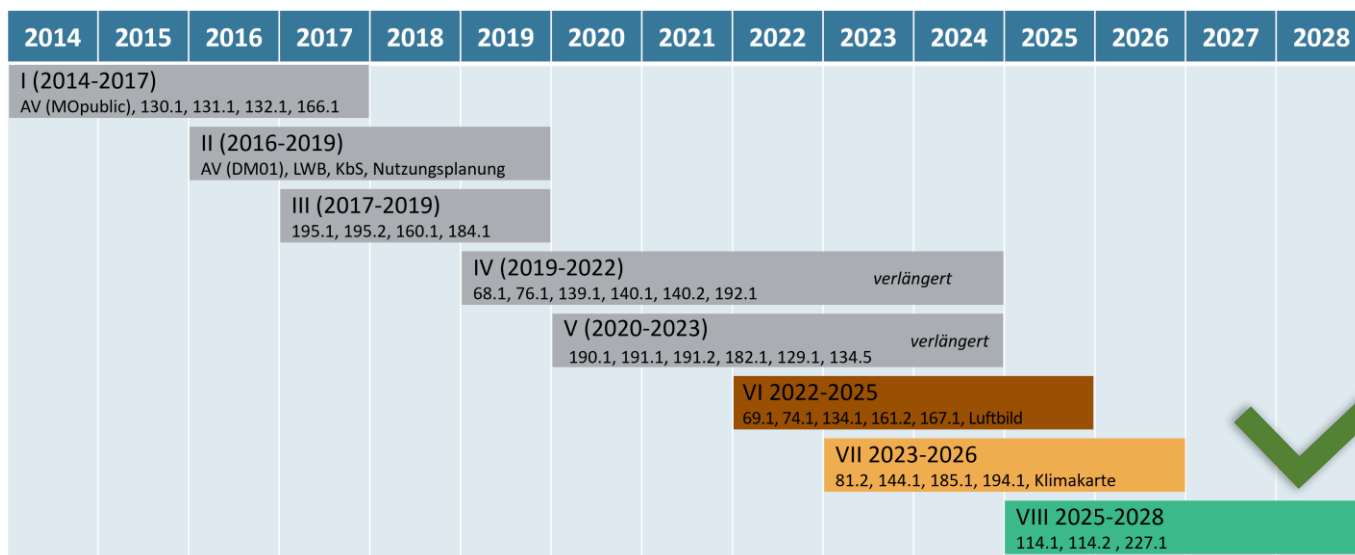 2014 2015 2016 2017 2018 2019 2020 2021 2022 2023 2024 2025 2026 2027 2028
I (2014-2017)
AV (MOpublic), 130.1, 131.1, 132.1, 166.1
II (2016-2019)
AV (DM01), LWB, KbS, Nutzungsplanung
III (2017-2019)
195.1, 195.2, 160.1, 184.1
IV (2019-2022)
verlängert
68.1, 76.1, 139.1, 140.1, 140.2, 192.1
V (2020-2023)
verlängert
190.1, 191.1, 191.2, 182.1, 129.1, 134.5
VI 2022-2025
69.1, 74.1, 134.1, 161.2, 167.1, Luftbild
VII 2023-2026
81.2, 144.1, 185.1, 194.1, Klimakarte
VIII 2025-2028
114.1, 114.2 , 227.1